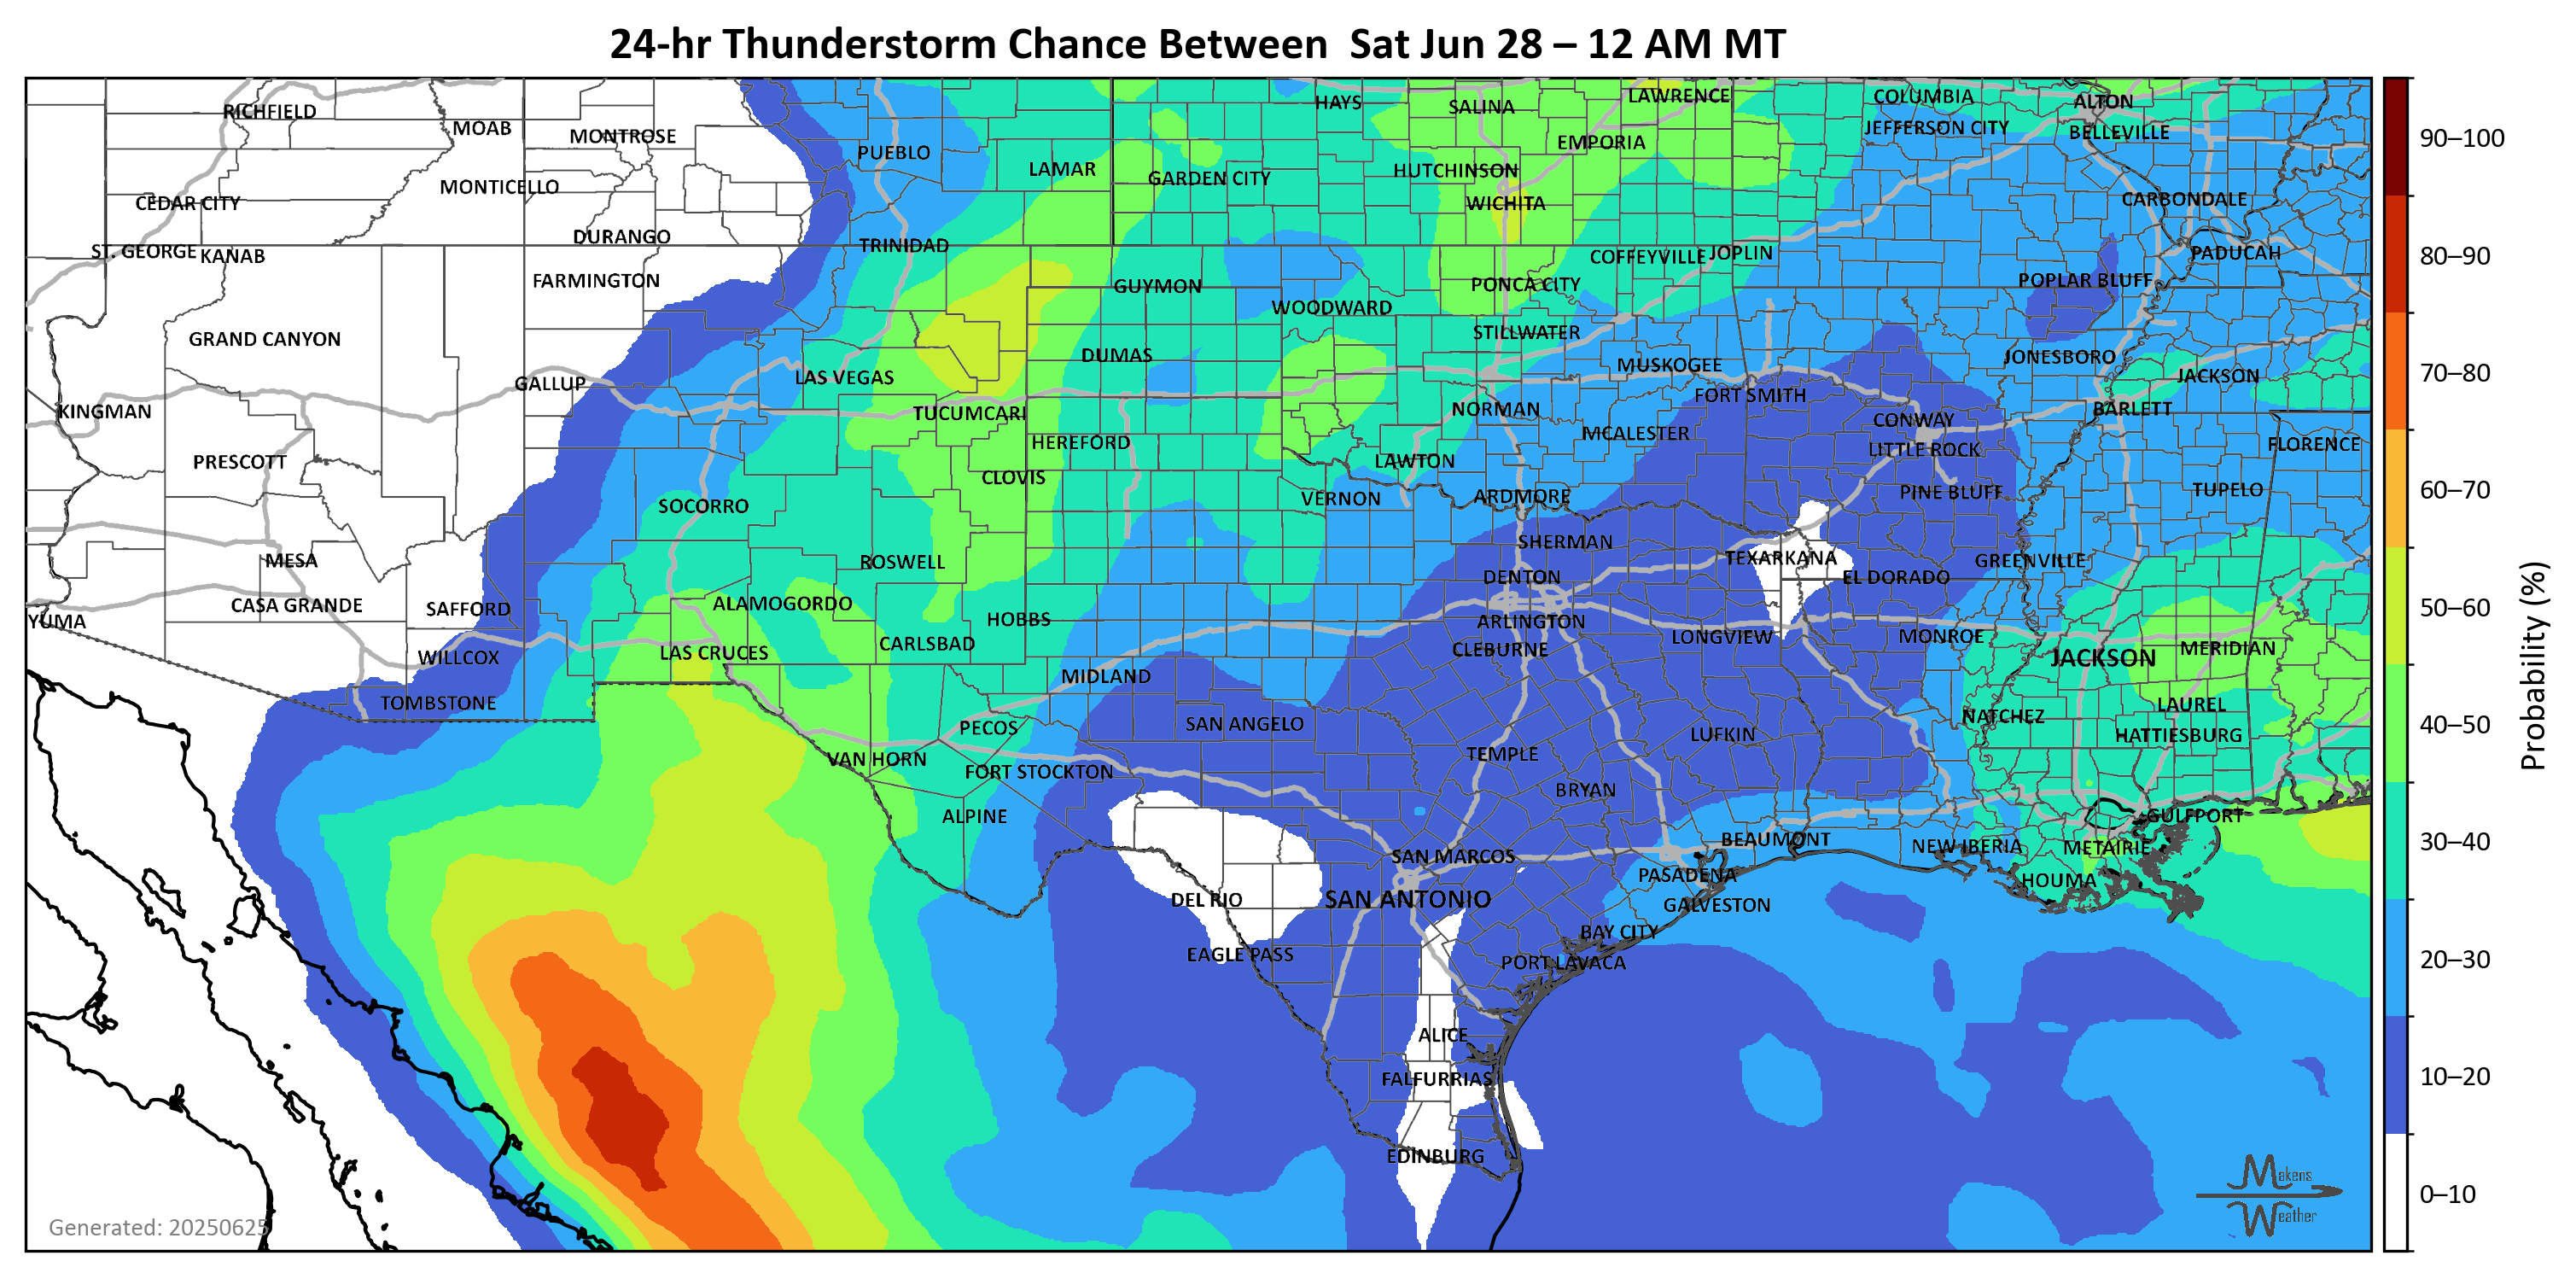 24-hr Thunderstorm Chance Between  Sat Jun 28 – 12 AM MT
RICHFIELD
MOAB
MONTROSE
PUEBLO
LAMAR
HAYS
SALINA
LAWRENCE
COLUMBIA
ALTON
JEFFERSON CITY
BELLEVILLE
EMPORIA
HUTCHINSON
GARDEN CITY
MONTICELLO
CEDAR CITY
WICHITA
CARBONDALE
DURANGO
TRINIDAD
ST. GEORGE
KANAB
COFFEYVILLE
JOPLIN
PADUCAH
FARMINGTON
GUYMON
PONCA CITY
POPLAR BLUFF
WOODWARD
STILLWATER
GRAND CANYON
DUMAS
JONESBORO
MUSKOGEE
LAS VEGAS
JACKSON
GALLUP
FORT SMITH
KINGMAN
TUCUMCARI
NORMAN
BARLETT
CONWAY
MCALESTER
HEREFORD
LITTLE ROCK
FLORENCE
PRESCOTT
LAWTON
CLOVIS
PINE BLUFF
TUPELO
VERNON
ARDMORE
SOCORRO
SHERMAN
MESA
ROSWELL
TEXARKANA
GREENVILLE
DENTON
EL DORADO
CASA GRANDE
SAFFORD
ALAMOGORDO
HOBBS
YUMA
ARLINGTON
LONGVIEW
MONROE
CARLSBAD
CLEBURNE
MERIDIAN
WILLCOX
LAS CRUCES
JACKSON
MIDLAND
TOMBSTONE
LAUREL
SAN ANGELO
PECOS
NATCHEZ
LUFKIN
HATTIESBURG
TEMPLE
VAN HORN
FORT STOCKTON
BRYAN
ALPINE
GULFPORT
BEAUMONT
NEW IBERIA
METAIRIE
SAN MARCOS
PASADENA
HOUMA
DEL RIO
SAN ANTONIO
GALVESTON
BAY CITY
EAGLE PASS
PORT LAVACA
ALICE
FALFURRIAS
EDINBURG
Generated: 20250625
Makens
Weather
90–100
80–90
70–80
60–70
50–60
40–50
30–40
20–30
10–20
0–10
Probability (%)